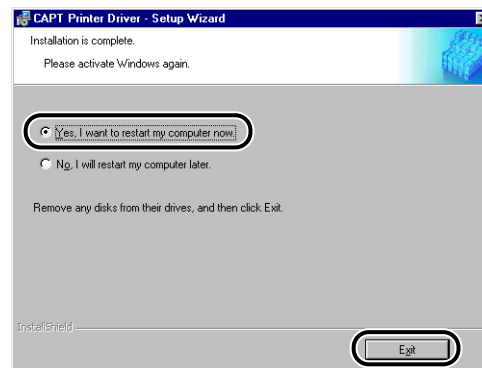 CAPT Printer Driver - Setup Wizard
Installation is complete.
Please activate Windows again.
Yes, I want to restart my computer now.
No, I will restart my computer later.
Remove any disks from their drives, and then click Exit.
InstallShield
Exit